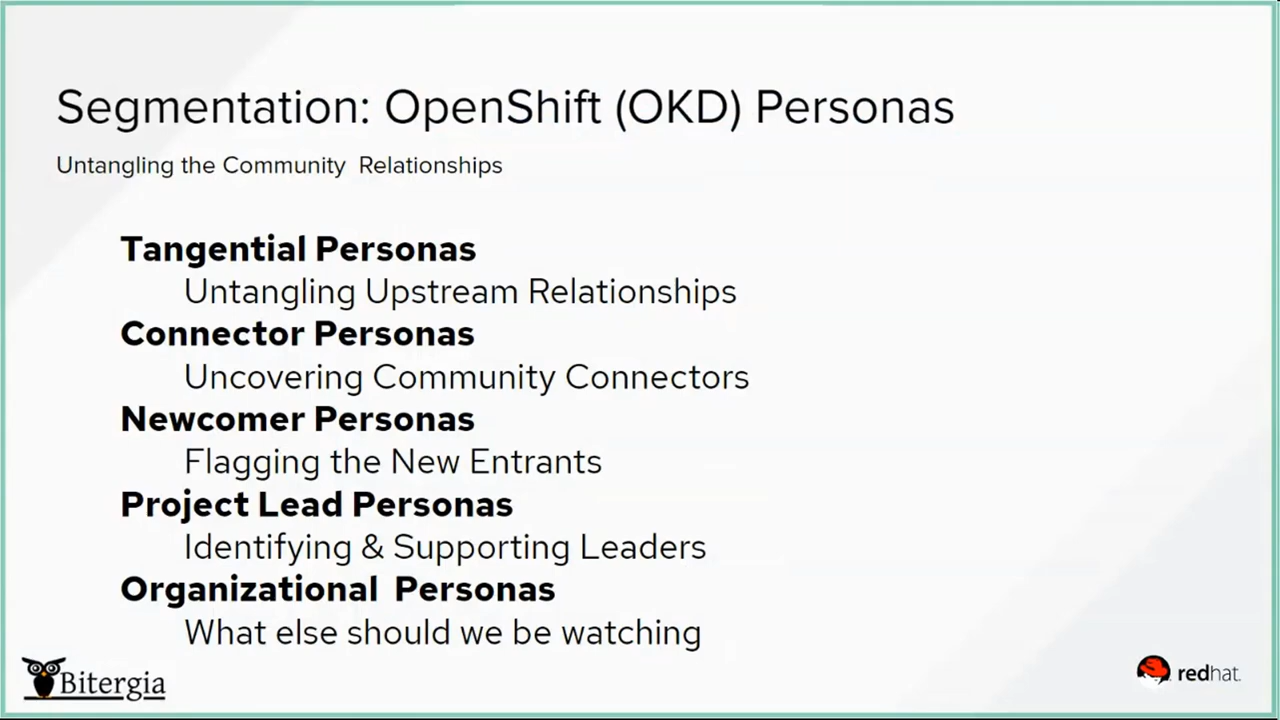 Segmentation: OpenShift (OKD) Personas
Untangling the Community Relationships
Tangential Personas
Untangling Upstream Relationships
Connector Personas
Uncovering Community Connectors
Newcomer Personas
Flagging the New Entrants
Project Lead Personas
Identifying & Supporting Leaders
Organizational Personas
What else should we be watching
Bitergia
redhat.